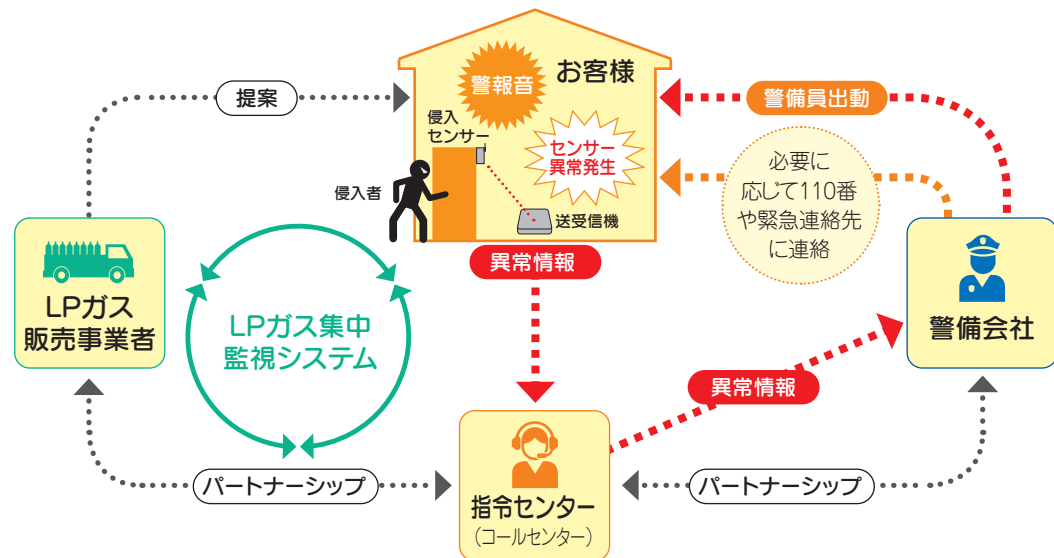 お客様
警報音
提案
侵入
センサー
センサー
異常発生
侵入者
送受信機
警備員出動
必要に
応じて110番
や緊急連絡先
に連絡
異常情報
LPガス
販売事業者
LPガス集中
監視システム
警備会社
異常情報
パートナーシップ
指令センター
（コールセンター）
パートナーシップ